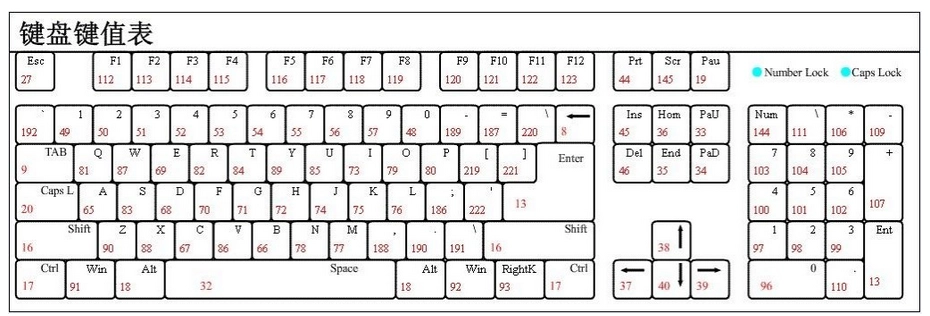 键盘键值表
Esc F1 F2 F3 F4 F5 F6 F7 F8 F9 F10 F11 F12 Prt Scr Pau
27 112 113 114 115 116 117 118 119 120 121 122 123 44 145 19
Number Lock Caps Lock
` 1 2 3 4 5 6 7 8 9 0 - = \ Ins Hom PaU Num \ * -
192 49 50 51 52 53 54 55 56 57 48 189 187 220 8 45 36 33 144 111 106 109
TAB Q W E R T Y U I O P [ ] Enter Del End PaD 7 8 9 +
9 81 87 69 82 84 89 85 73 79 80 219 221 46 35 34 103 104 105
Caps L A S D F G H J K L ; ' 4 5 6
20 65 83 68 70 71 72 74 75 76 186 222 13 100 101 102 107
Shift Z X C V B N M , . \ Shift 1 2 3 Ent
16 90 88 67 86 66 78 77 188 190 191 16 38 97 98 99
Ctrl Win Alt Space Alt Win RightK Ctrl 0 .
17 91 18 32 18 92 93 17 37 40 39 96 110 13